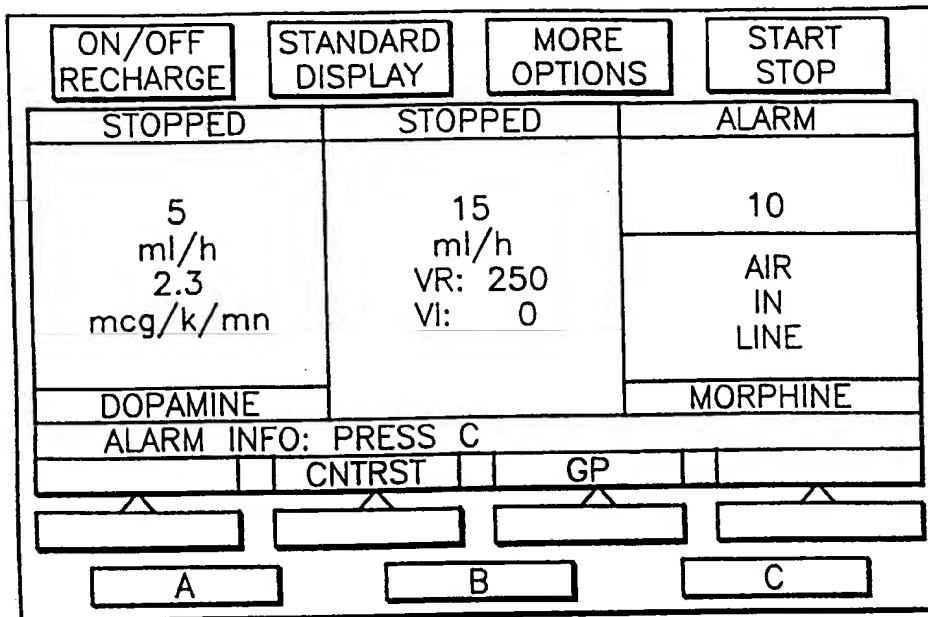 ON/OFF
RECHARGE
STANDARD
DISPLAY
MORE
OPTIONS
START
STOP
STOPPED
5
ml/h
2.3
mcg/k/mn
DOPAMINE
STOPPED
15
ml/h
VR: 250
VI: 0
ALARM
10
AIR
IN
LINE
MORPHINE
ALARM INFO: PRESS C
CNTRST
GP
A
B
C